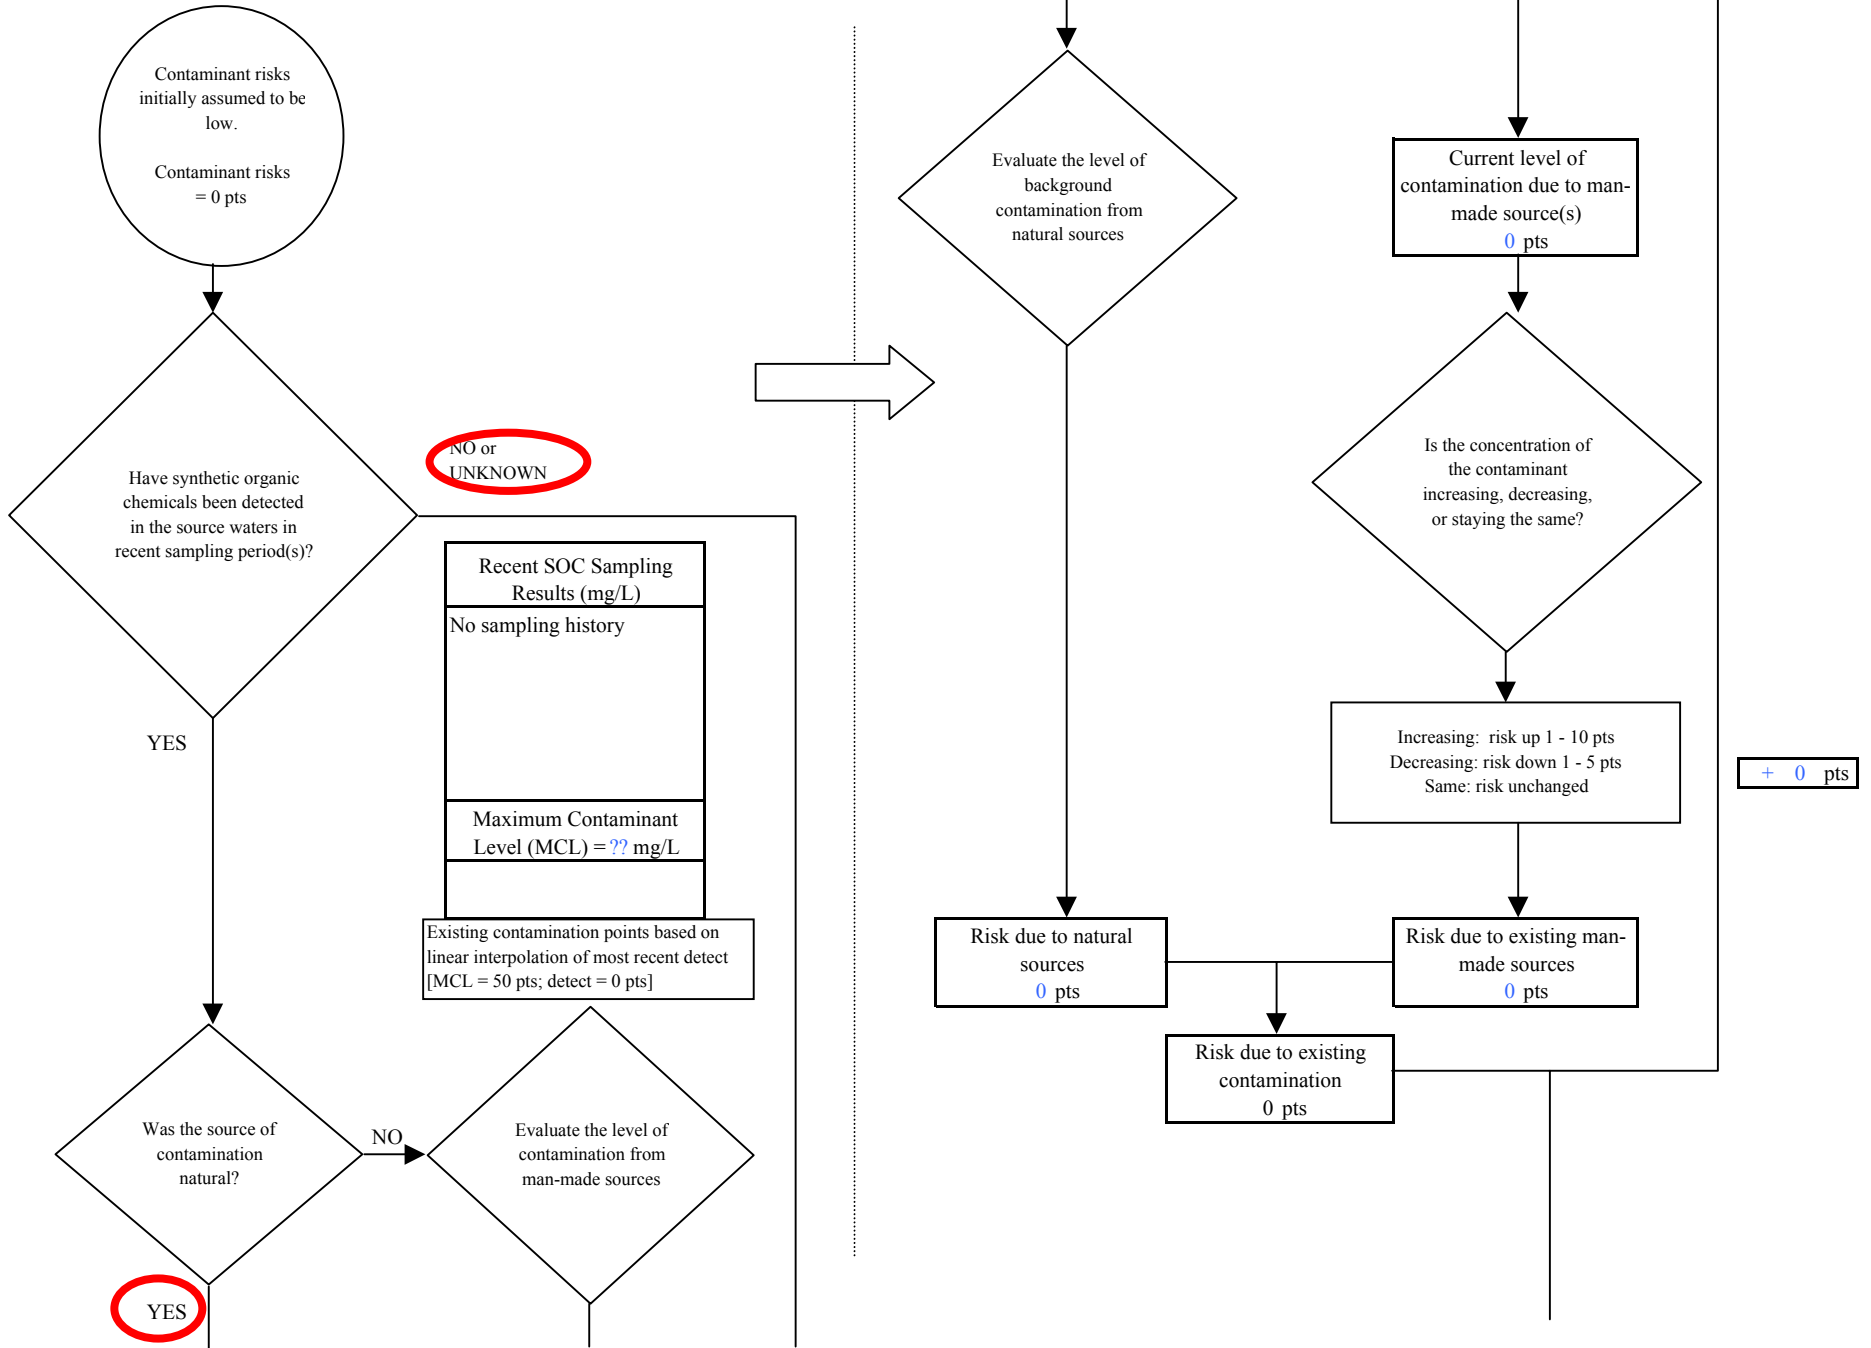 Contaminant risks
initially assumed to be
low.
Contaminant risks
= 0 pts
Have synthetic organic
chemicals been detected
in the source waters in
recent sampling period(s)?
NO or
UNKNOWN
YES
Recent SOC Sampling
Results (mg/L)
No sampling history
Maximum Contaminant
Level (MCL) = ?? mg/L
Existing contamination points based on
linear interpolation of most recent detect
[MCL = 50 pts; detect = 0 pts]
Was the source of
contamination
natural?
NO
Evaluate the level of
contamination from
man-made sources
YES
Evaluate the level of
background
contamination from
natural sources
Current level of
contamination due to man-
made source(s)
0 pts
Is the concentration of
the contaminant
increasing, decreasing,
or staying the same?
Increasing: risk up 1 - 10 pts
Decreasing: risk down 1 - 5 pts
Same: risk unchanged
+ 0 pts
Risk due to natural
sources
0 pts
Risk due to existing man-
made sources
0 pts
Risk due to existing
contamination
0 pts